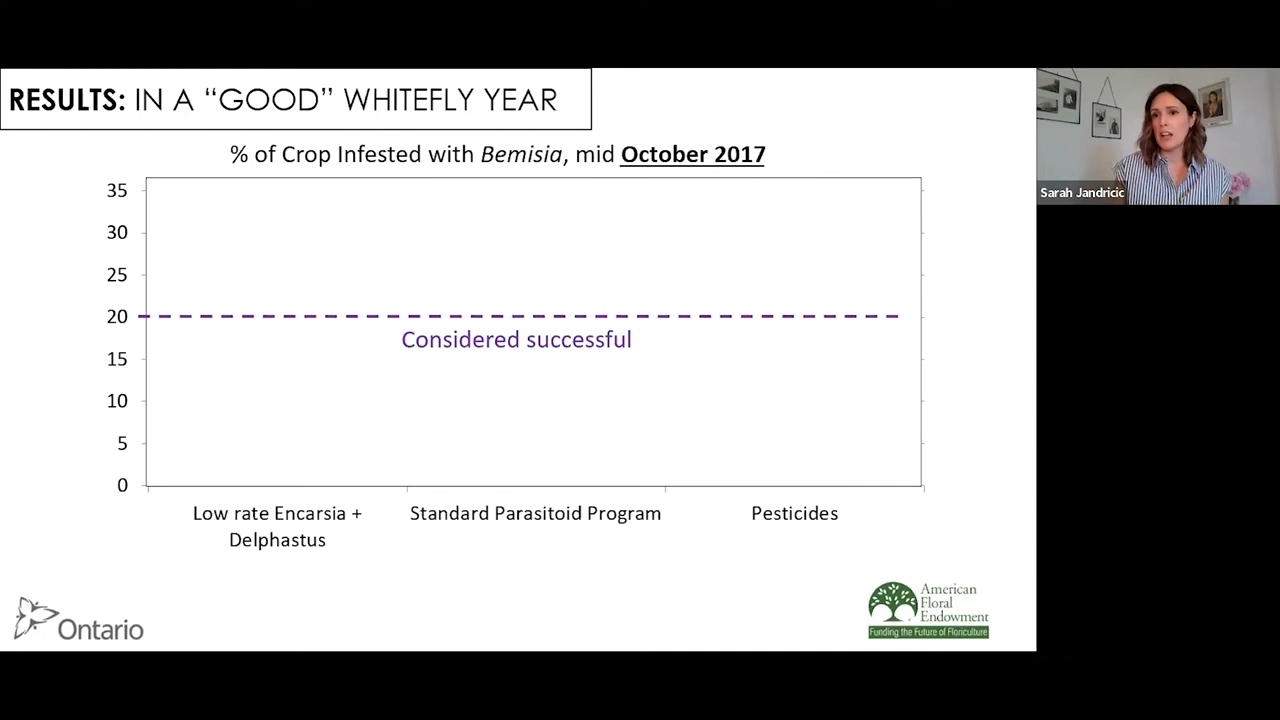 RESULTS: IN A “GOOD” WHITEFLY YEAR
% of Crop Infested with Bemisia, mid October 2017
35
30
25
20
15
10
5
0
Considered successful
Low rate Encarsia +
Delphastus
Standard Parasitoid Program
Pesticides
Ontario
American
Floral
Endowment
Funding the Future of Floriculture
Sarah Jandricic